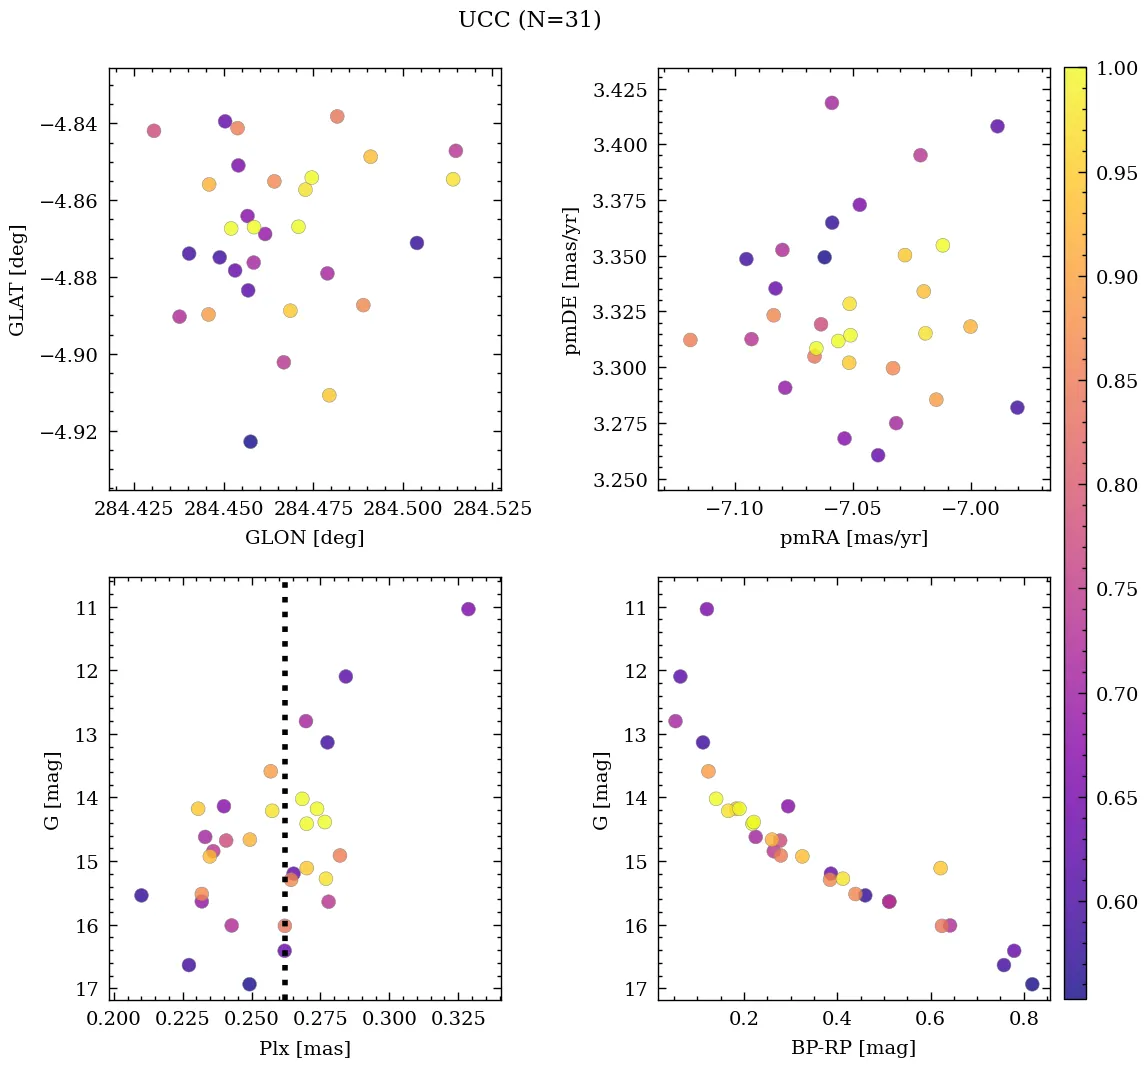 UCC (N=31)
−4.84
−4.86
−4.88
−4.90
−4.92
GLAT [deg]
284.425 284.450 284.475 284.500 284.525
GLON [deg]
3.425
3.400
3.375
3.350
3.325
3.300
3.275
3.250
pmDE [mas/yr]
−7.10 −7.05 −7.00
pmRA [mas/yr]
11
12
13
14
15
16
17
G [mag]
0.200 0.225 0.250 0.275 0.300 0.325
Plx [mas]
11
12
13
14
15
16
17
G [mag]
0.2 0.4 0.6 0.8
BP-RP [mag]
1.00
0.95
0.90
0.85
0.80
0.75
0.70
0.65
0.60